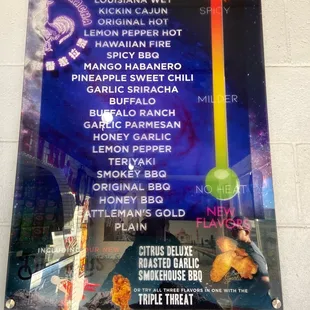 LOUISIANA WET
KICKIN CAJUN
ORIGINAL HOT
LEMON PEPPER HOT
HAWAIIAN FIRE
SPICY BBQ
MANGO HABANERO
PINEAPPLE SWEET CHILI
GARLIC SRIRACHA
BUFFALO
BUFFALO RANCH
GARLIC PARMESAN
HONEY GARLIC
LEMON PEPPER
TERIYAKI
SMOKEY BBQ
ORIGINAL BBQ
HONEY BBQ
CATTLEMAN'S GOLD
PLAIN
SPICY
MILDER
NO HEAT
NEW
FLAVORS
INCLUDING
CITRUS DELUXE
ROASTED GARLIC
SMOKEHOUSE BBQ
OR TRY ALL THREE FLAVORS IN ONE WITH THE
TRIPLE THREAT